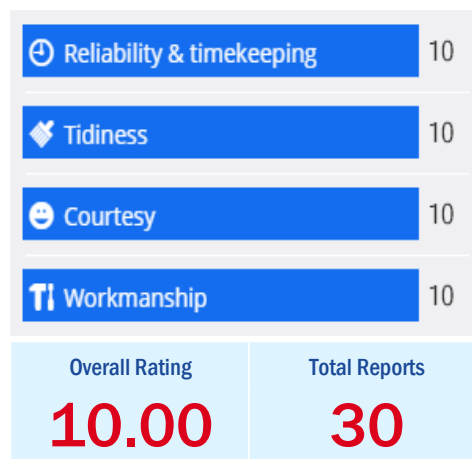 Reliability & timekeeping 10
Tidiness 10
Courtesy 10
Workmanship 10
Overall Rating Total Reports
10.00 30